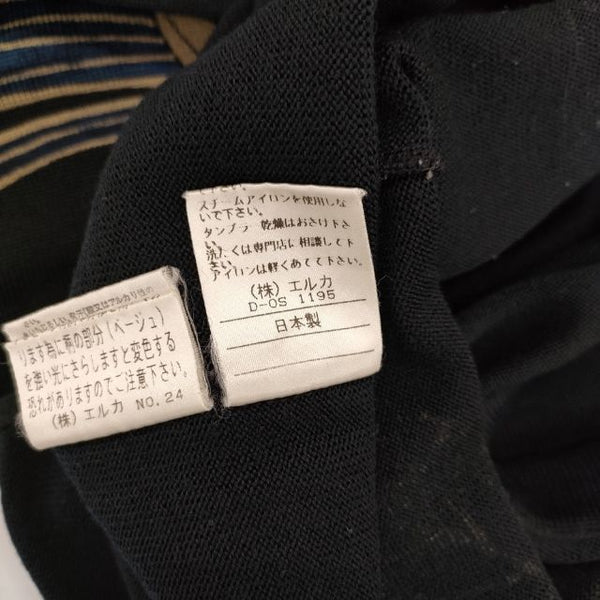 スチームアイロンを使用しな
いで下さい。
タンブラ乾燥はおさけ下さ
い。
洗たくは専門店に相談して下
さい。
アイロンは軽くあてて下さい。
(株) エルカ
D-OS 1195
日本製
ります為に柄の部分(ベージュ)
を強い光にさらしますと変色する
恐れがありますのでご注意下さい。
(株) エルカ NO.24